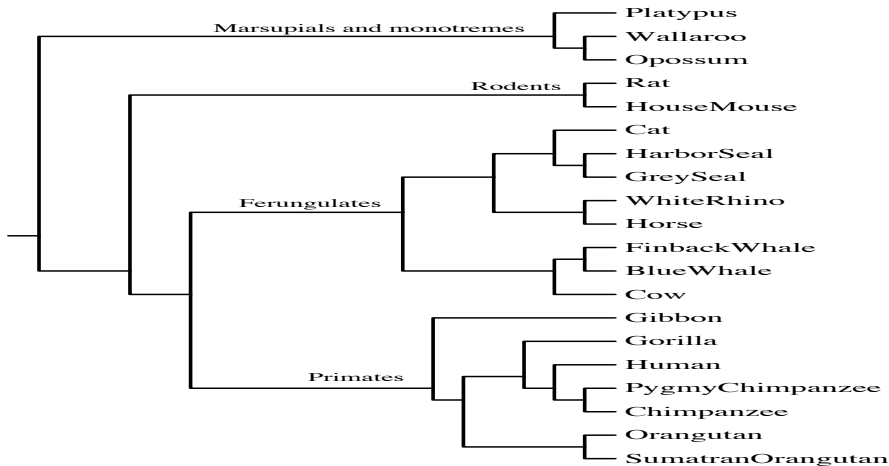 Platypus
Marsupials and monotremes
Wallaroo
Opossum
Rat
Rodents
HouseMouse
Cat
HarborSeal
GreySeal
WhiteRhino
Ferungulates
Horse
FinbackWhale
BlueWhale
Cow
Gibbon
Gorilla
Human
Primates
PygmyChimpanzee
Chimpanzee
Orangutan
SumatranOrangutan